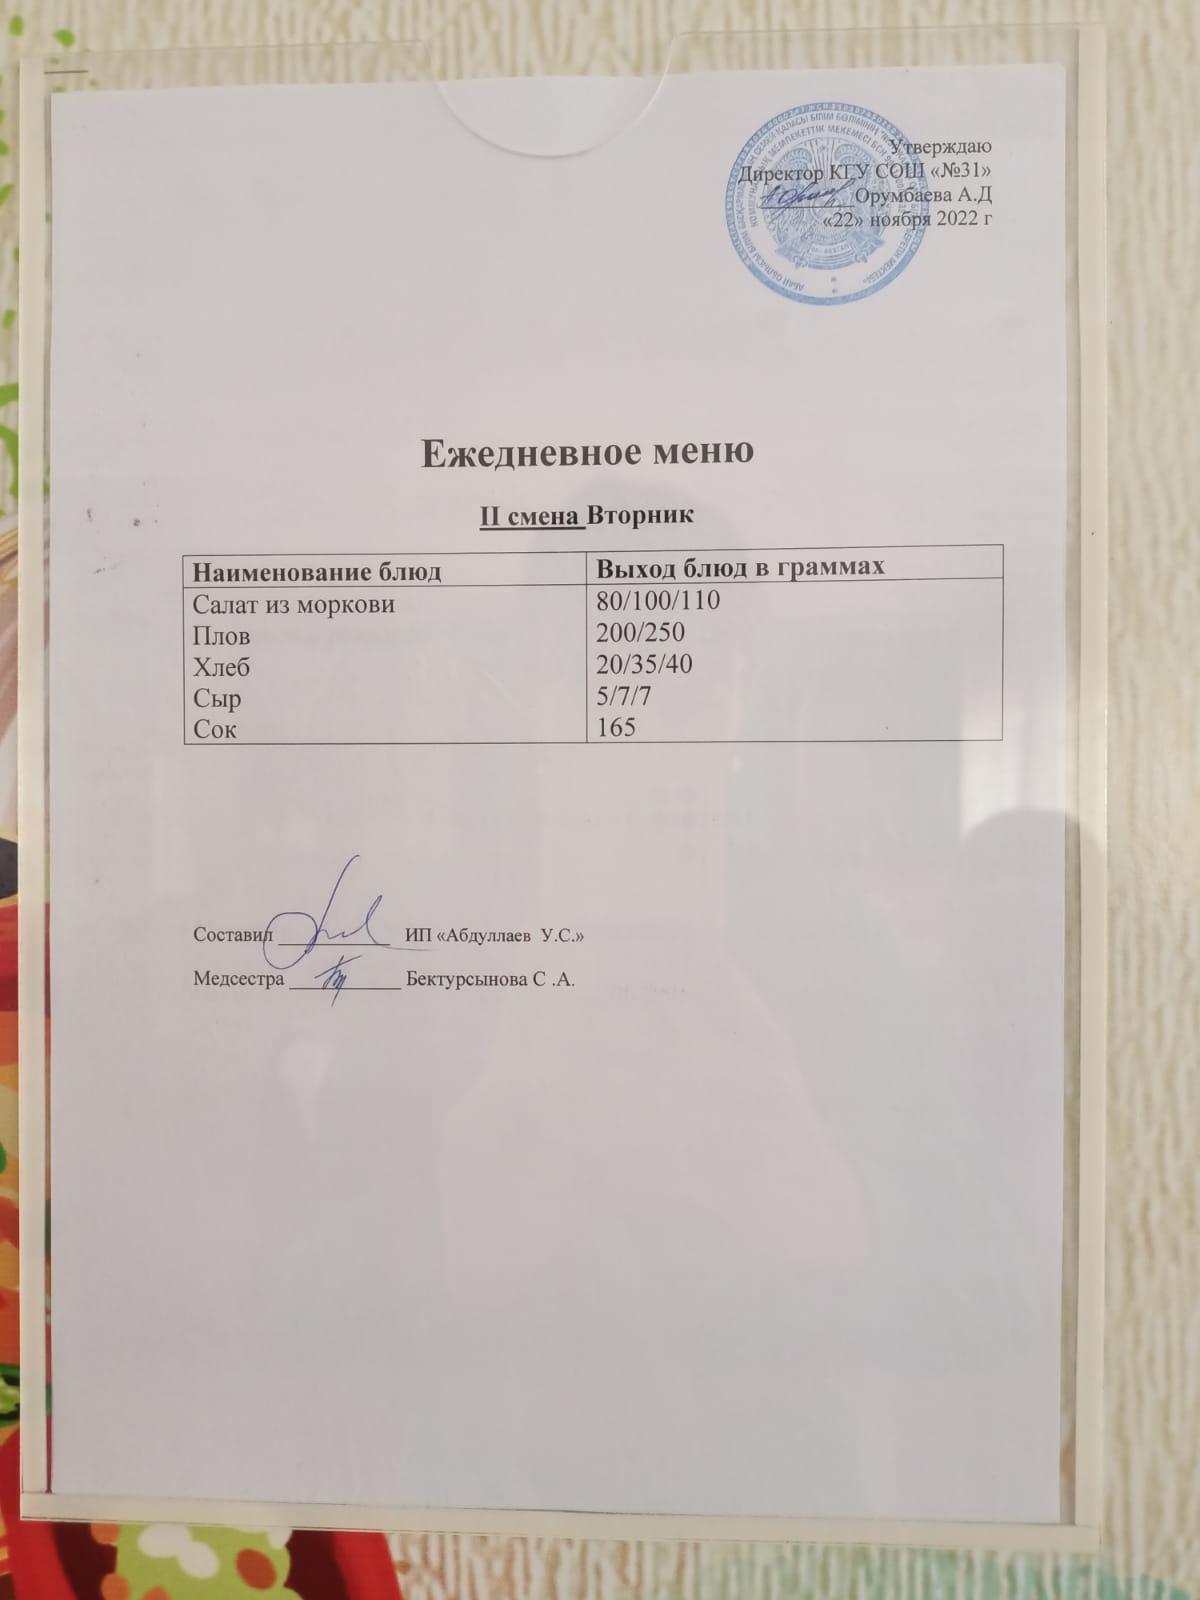 Утверждаю
Директор КГУ СОШ «№31»
Орумбаева А.Д
«22» ноября 2022 г
Ежедневное меню
II смена Вторник
Наименование блюд Выход блюд в граммах
Салат из моркови 80/100/110
Плов 200/250
Хлеб 20/35/40
Сыр 5/7/7
Сок 165
Составил ИП «Абдуллаев У.С.»
Медсестра Бектурсынова С .А.